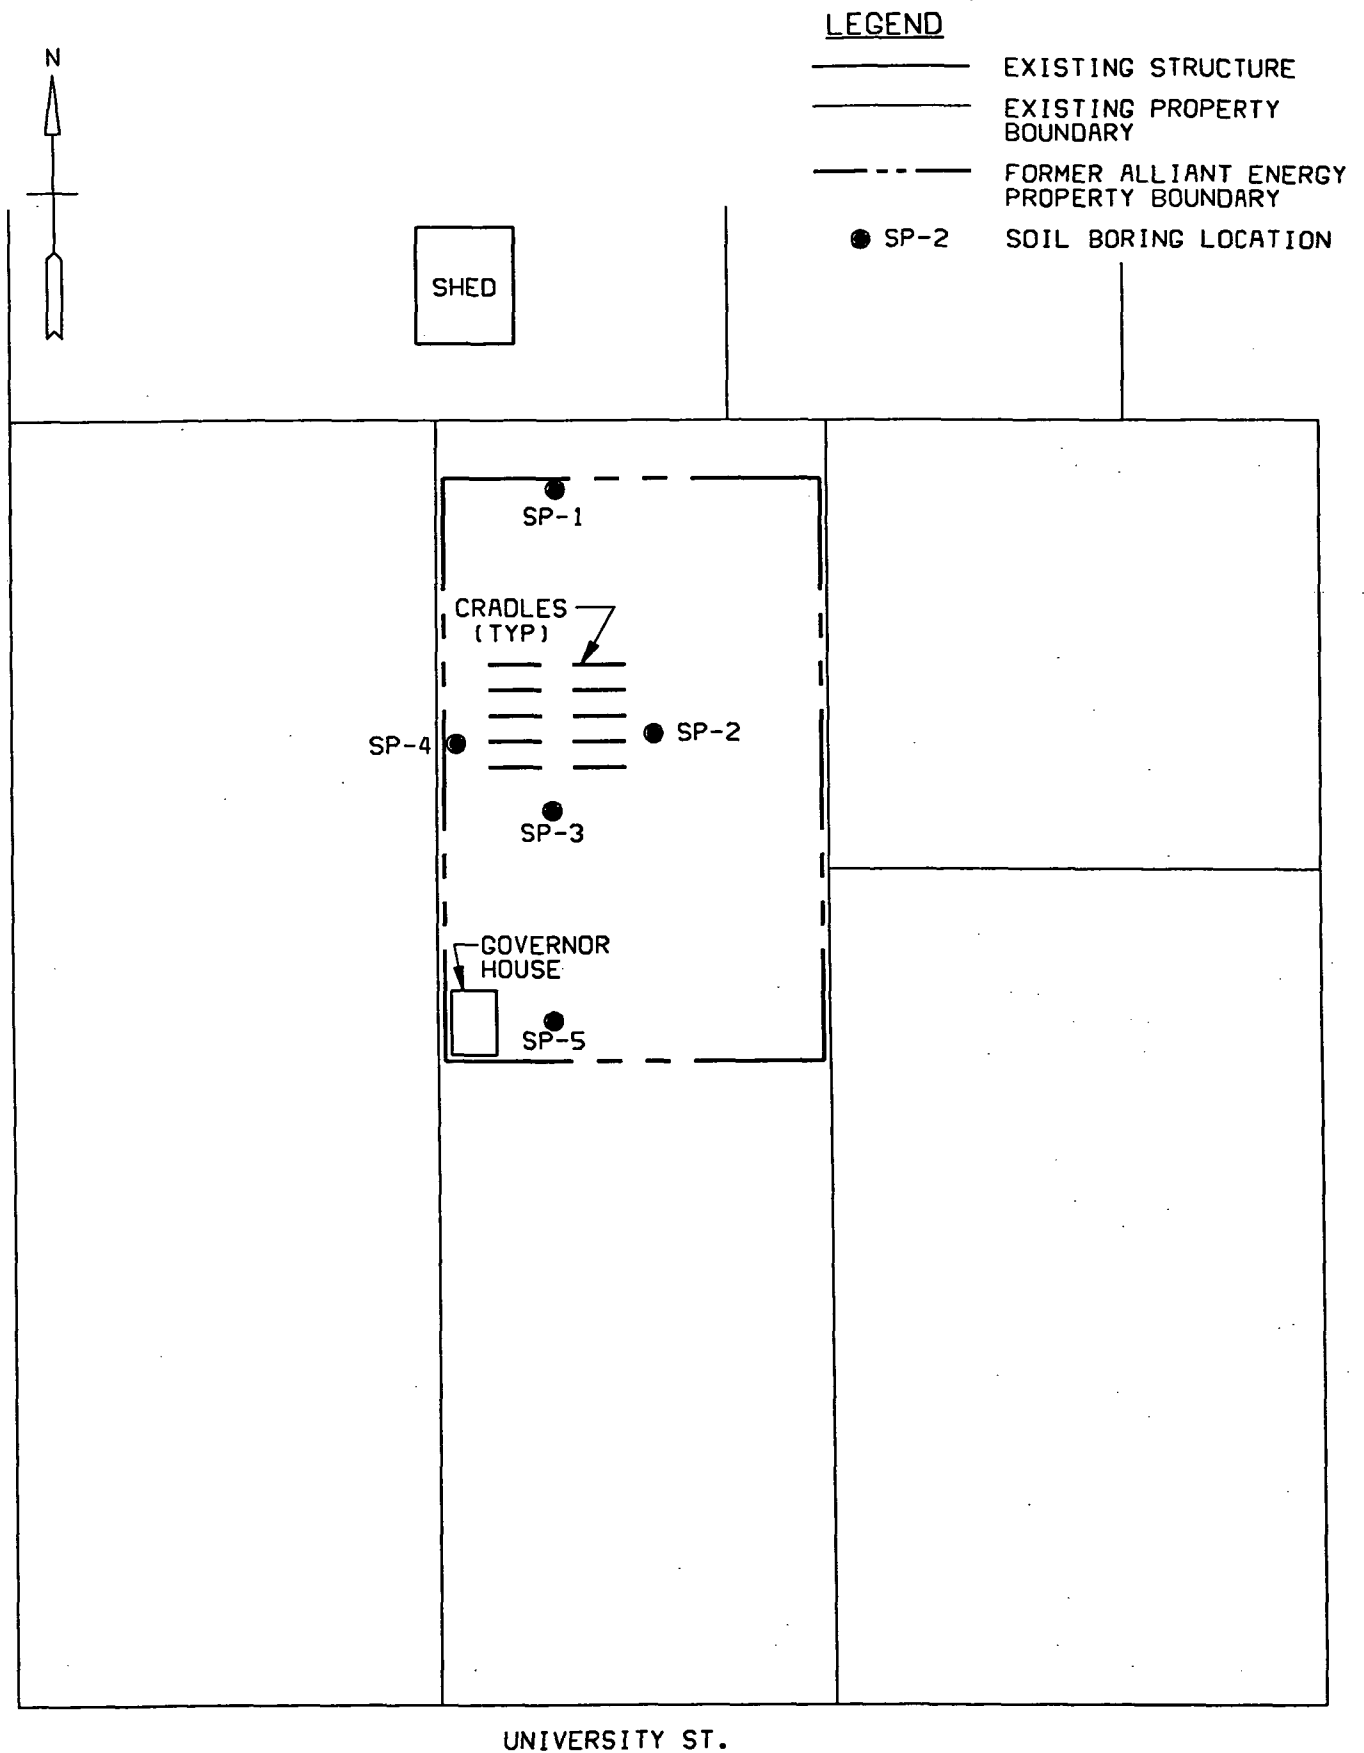 LEGEND
N
EXISTING STRUCTURE
EXISTING PROPERTY
BOUNDARY
FORMER ALLIANT ENERGY
PROPERTY BOUNDARY
SP-2 SOIL BORING LOCATION
SHED
SP-1
CRADLES
(TYP)
SP-2
SP-4
SP-3
GOVERNOR
HOUSE
SP-5
UNIVERSITY ST.